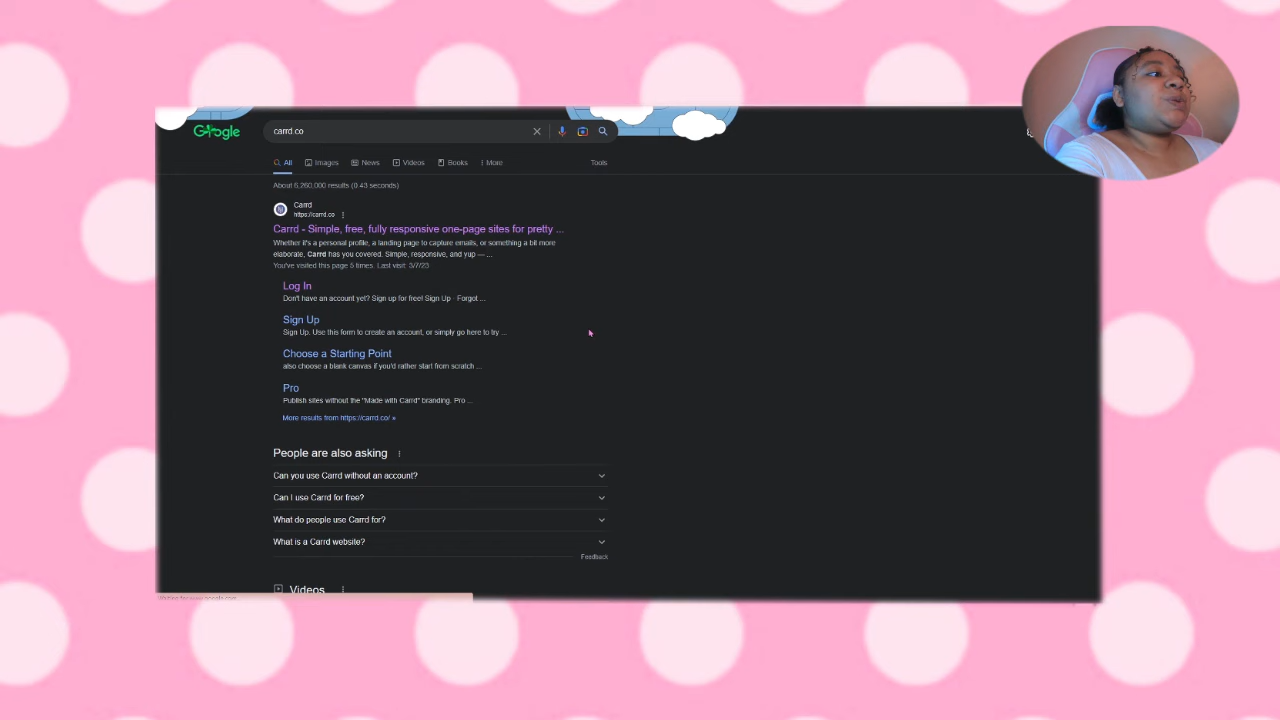 Google
carrd.co
All Images News Videos Books More Tools
About 6,260,000 results (0.43 seconds)
Carrd
https://carrd.co
Carrd - Simple, free, fully responsive one-page sites for pretty ...
Whether it's a personal profile, a landing page to capture emails, or something a bit more
elaborate, Carrd has you covered. Simple, responsive, and yup — ...
You've visited this page 5 times. Last visit: 3/7/23
Log In
Don't have an account yet? Sign up for free! Sign Up · Forgot ...
Sign Up
Sign Up. Use this form to create an account, or simply go here to try ...
Choose a Starting Point
also choose a blank canvas if you'd rather start from scratch ...
Pro
Publish sites without the "Made with Carrd" branding. Pro ...
More results from https://carrd.co/ »
People are also asking
Can you use Carrd without an account?
Can I use Carrd for free?
What do people use Carrd for?
What is a Carrd website?
Feedback
Videos